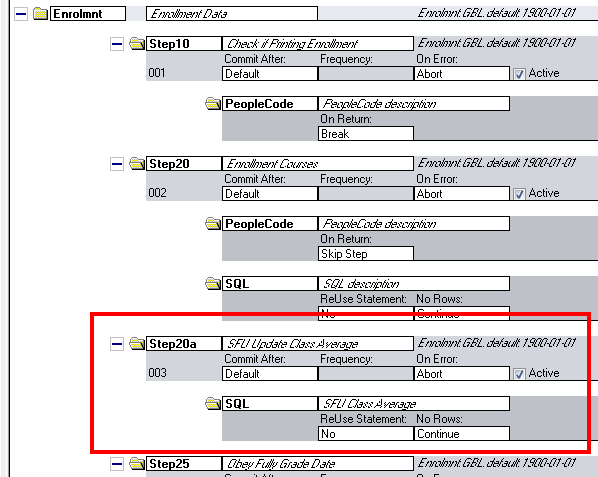 Enrolmnt Enrollment Data Enrolmnt.GBL.default.1900-01-01
Step10 Check if Printing Enrollment Enrolmnt.GBL.default.1900-01-01
Commit After: Frequency: On Error:
001 Default Abort Active
PeopleCode PeopleCode description
On Return:
Break
Step20 Enrollment Courses Enrolmnt.GBL.default.1900-01-01
Commit After: Frequency: On Error:
002 Default Abort Active
PeopleCode PeopleCode description
On Return:
Skip Step
SQL SQL description
ReUse Statement: No Rows:
No Continue
Step20a SFU Update Class Average Enrolmnt.GBL.default.1900-01-01
Commit After: Frequency: On Error:
003 Default Abort Active
SQL SFU Class Average
ReUse Statement: No Rows:
No Continue
Step25 Obey Fully Grade Date Enrolmnt.GBL.default.1900-01-01
Commit After: Frequency: On Error: